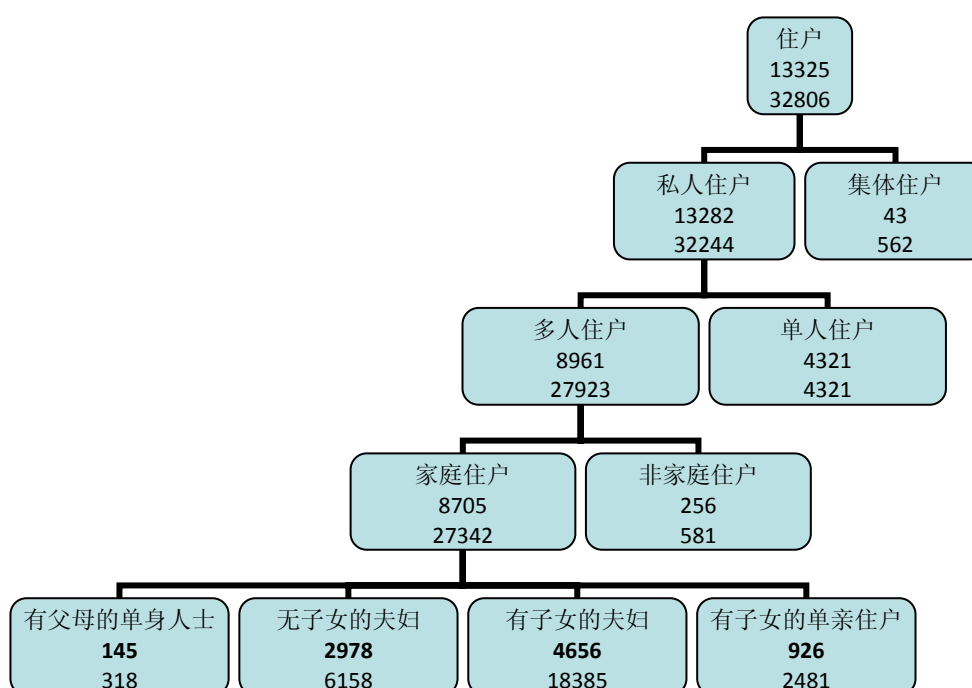 住户
13325
32806
私人住户
13282
32244
集体住户
43
562
多人住户
8961
27923
单人住户
4321
4321
家庭住户
8705
27342
非家庭住户
256
581
有父母的单身人士
145
318
无子女的夫妇
2978
6158
有子女的夫妇
4656
18385
有子女的单亲住户
926
2481